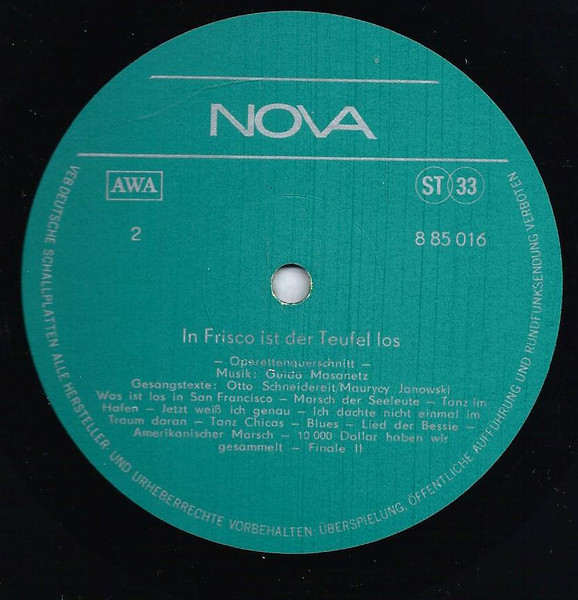 NOVA
AWA
ST 33
2
8 85 016
In Frisco ist der Teufel los
– Operettenquerschnitt –
Musik: Guido Masanetz
Gesangstexte: Otto Schneidereit/Maurycy Janowski
Was ist los in San Francisco – Marsch der Seeleute – Tanz im
Hafen – Jetzt weiß ich genau – Ich dachte nicht einmal im
Traum daran – Tanz Chicas – Blues – Lied der Bessie –
Amerikanischer Marsch – 10 000 Dollar haben wir
gesammelt – Finale II
VEB DEUTSCHE SCHALLPLATTEN ALLE HERSTELLER- UND URHEBERRECHTE VORBEHALTEN: ÜBERSPIELUNG, ÖFFENTLICHE AUFFÜHRUNG UND RUNDFUNKSENDUNG VERBOTEN